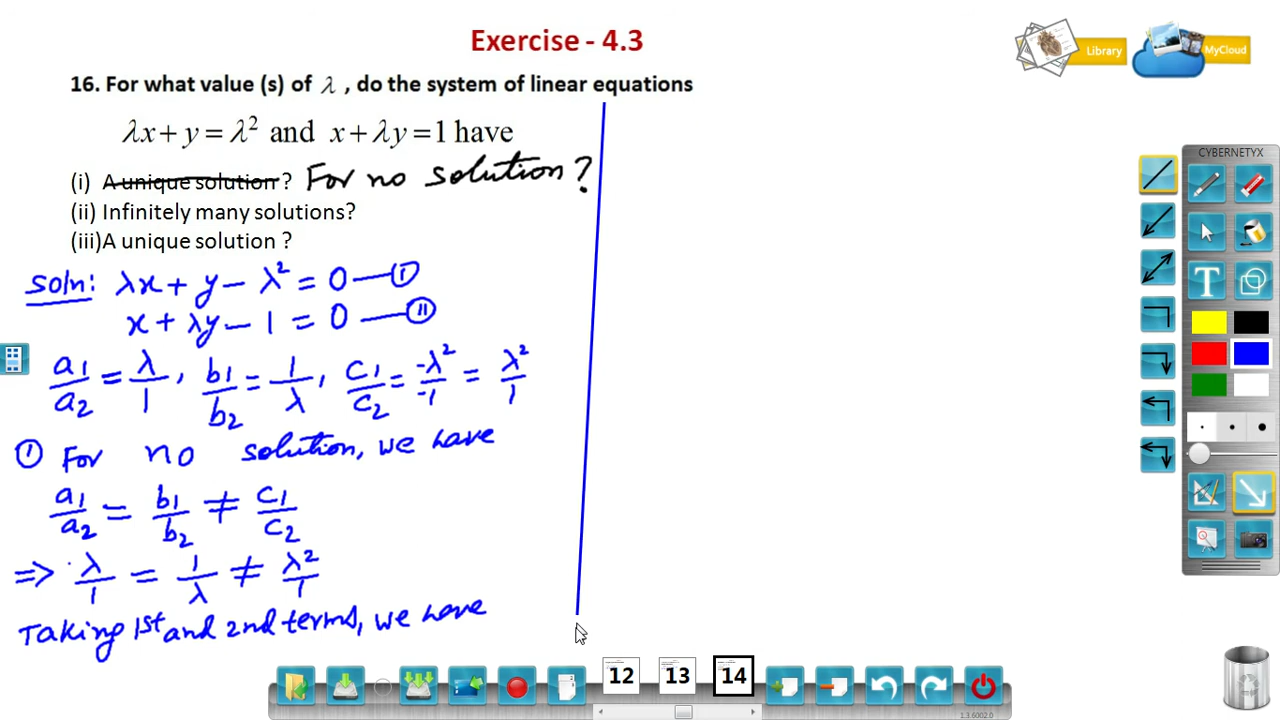 Exercise - 4.3
Library
MyCloud
16. For what value (s) of λ , do the system of linear equations
λx + y = λ² and x + λy = 1 have
(i) A unique solution ? For no solution ?
(ii) Infinitely many solutions?
(iii)A unique solution ?
Soln: λx + y - λ² = 0 — (I)
x + λy - 1 = 0 — (II)
a1/a2 = λ/1 , b1/b2 = 1/λ , c1/c2 = -λ²/-1 = λ²/1
(I) For no solution, we have
a1/a2 = b1/b2 ≠ c1/c2
=> λ/1 = 1/λ ≠ λ²/1
Taking 1st and 2nd terms, we have
CYBERNETYX
T
12 13 14
1.3.6002.0